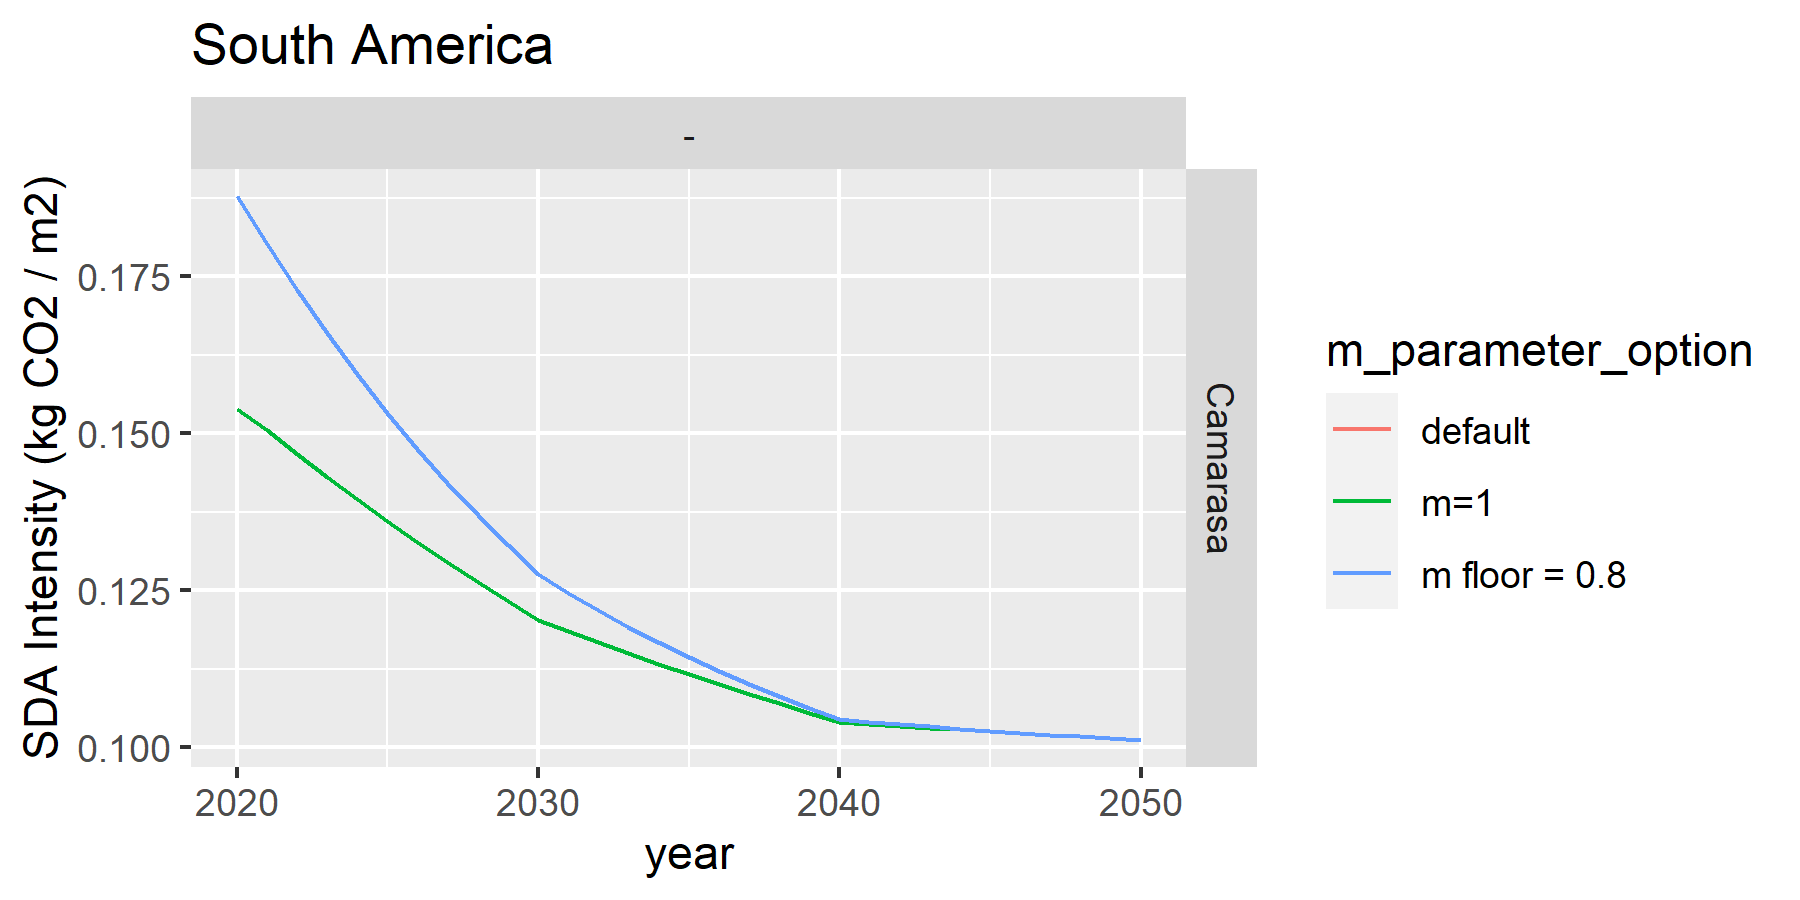 South America
-
SDA Intensity (kg CO2 / m2)
0.175
0.150
0.125
0.100
2020 2030 2040 2050
year
Camarasa
m_parameter_option
default
m=1
m floor = 0.8